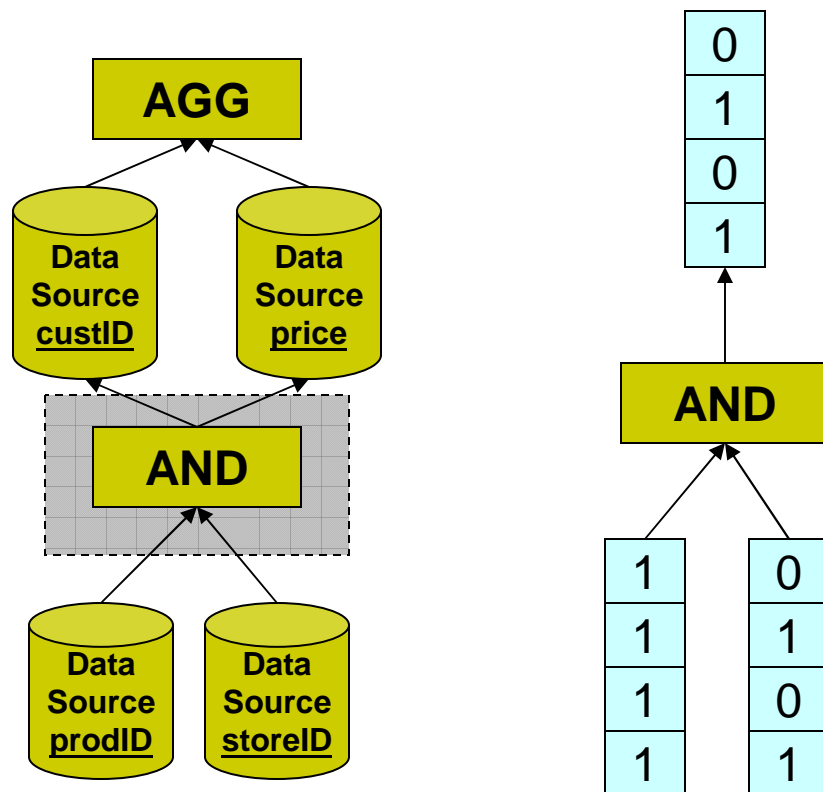 AGG
Data
Source
custID
Data
Source
price
AND
Data
Source
prodID
Data
Source
storeID
0
1
0
1
AND
1
1
1
1
0
1
0
1